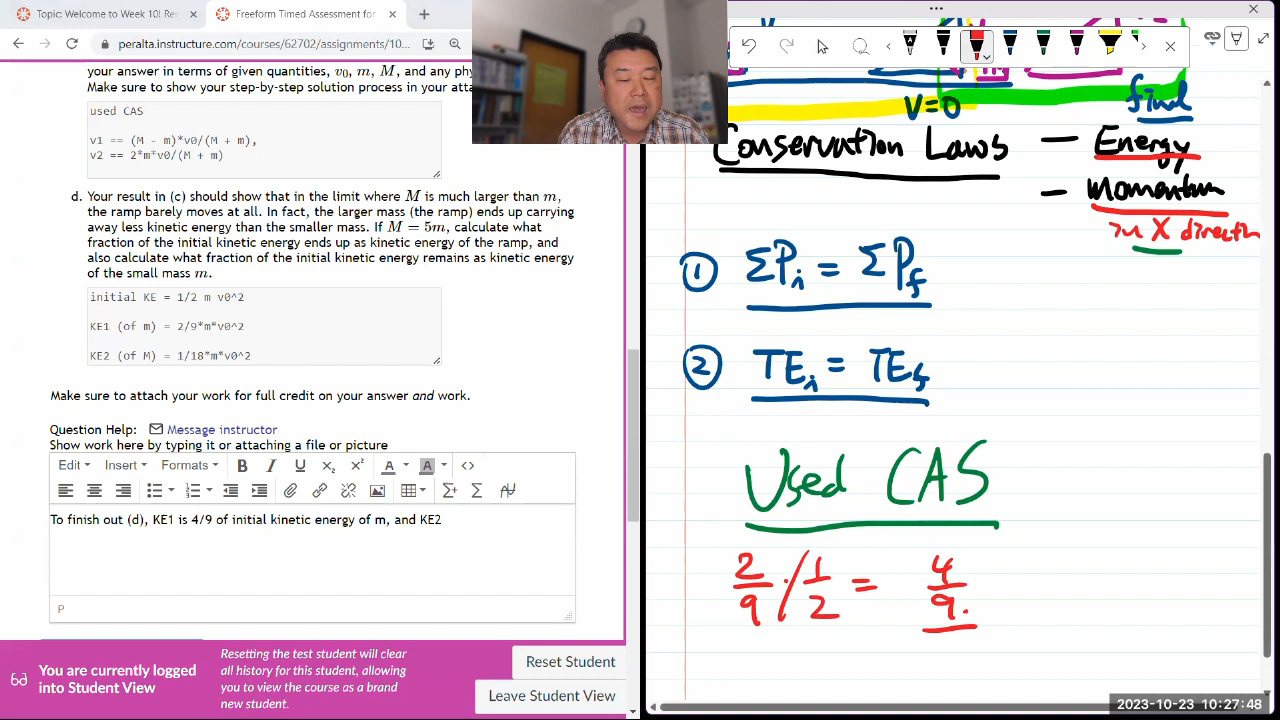 Topic Welcome to Week 10! Re
Freeform Timed Assessment for
peralta.instructure.com/courses/62700/assignment
your answer in terms of given quantities, v₀, m, M, and any phy
Make sure to show your symbolic solution process in your atta
used CAS
v1 == -(M - m)*v0/(M + m),
v2 == 2*m*v0/(M + m)
d. Your result in (c) should show that in the limit where M is much larger than m,
the ramp barely moves at all. In fact, the larger mass (the ramp) ends up carrying
away less kinetic energy than the smaller mass. If M = 5m, calculate what
fraction of the initial kinetic energy ends up as kinetic energy of the ramp, and
also calculate what fraction of the initial kinetic energy remains as kinetic energy
of the small mass m.
initial KE = 1/2 m v0^2
KE1 (of m) = 2/9*m*v0^2
KE2 (of M) = 1/18*m*v0^2
Make sure to attach your work for full credit on your answer and work.
Question Help: Message instructor
Show work here by typing it or attaching a file or picture
Edit Insert Formats B I U X₂ X² A A <>
To finish out (d), KE1 is 4/9 of initial kinetic energy of m, and KE2
P
You are currently logged
into Student View
Resetting the test student will clear
all history for this student, allowing
you to view the course as a brand
new student.
Reset Student
Leave Student View
V=0
final
Conservation Laws
— Energy
— Momentum
in X direction
① ΣPi = ΣPf
② TEi = TEf
Used CAS
2/9 / 1/2 = 4/9.
2023-10-23 10:27:48